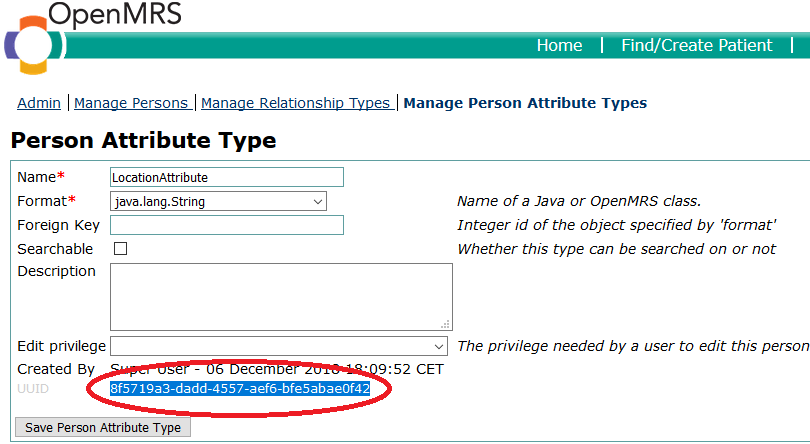 OpenMRS
Home | Find/Create Patient |
Admin | Manage Persons | Manage Relationship Types | Manage Person Attribute Types
Person Attribute Type
Name* LocationAttribute
Format* java.lang.String Name of a Java or OpenMRS class.
Foreign Key Integer id of the object specified by 'format'
Searchable Whether this type can be searched on or not
Description
Edit privilege The privilege needed by a user to edit this person
Created By Super User - 06 December 2018 18:09:52 CET
UUID 8f5719a3-dadd-4557-aef6-bfe5abae0f42
Save Person Attribute Type